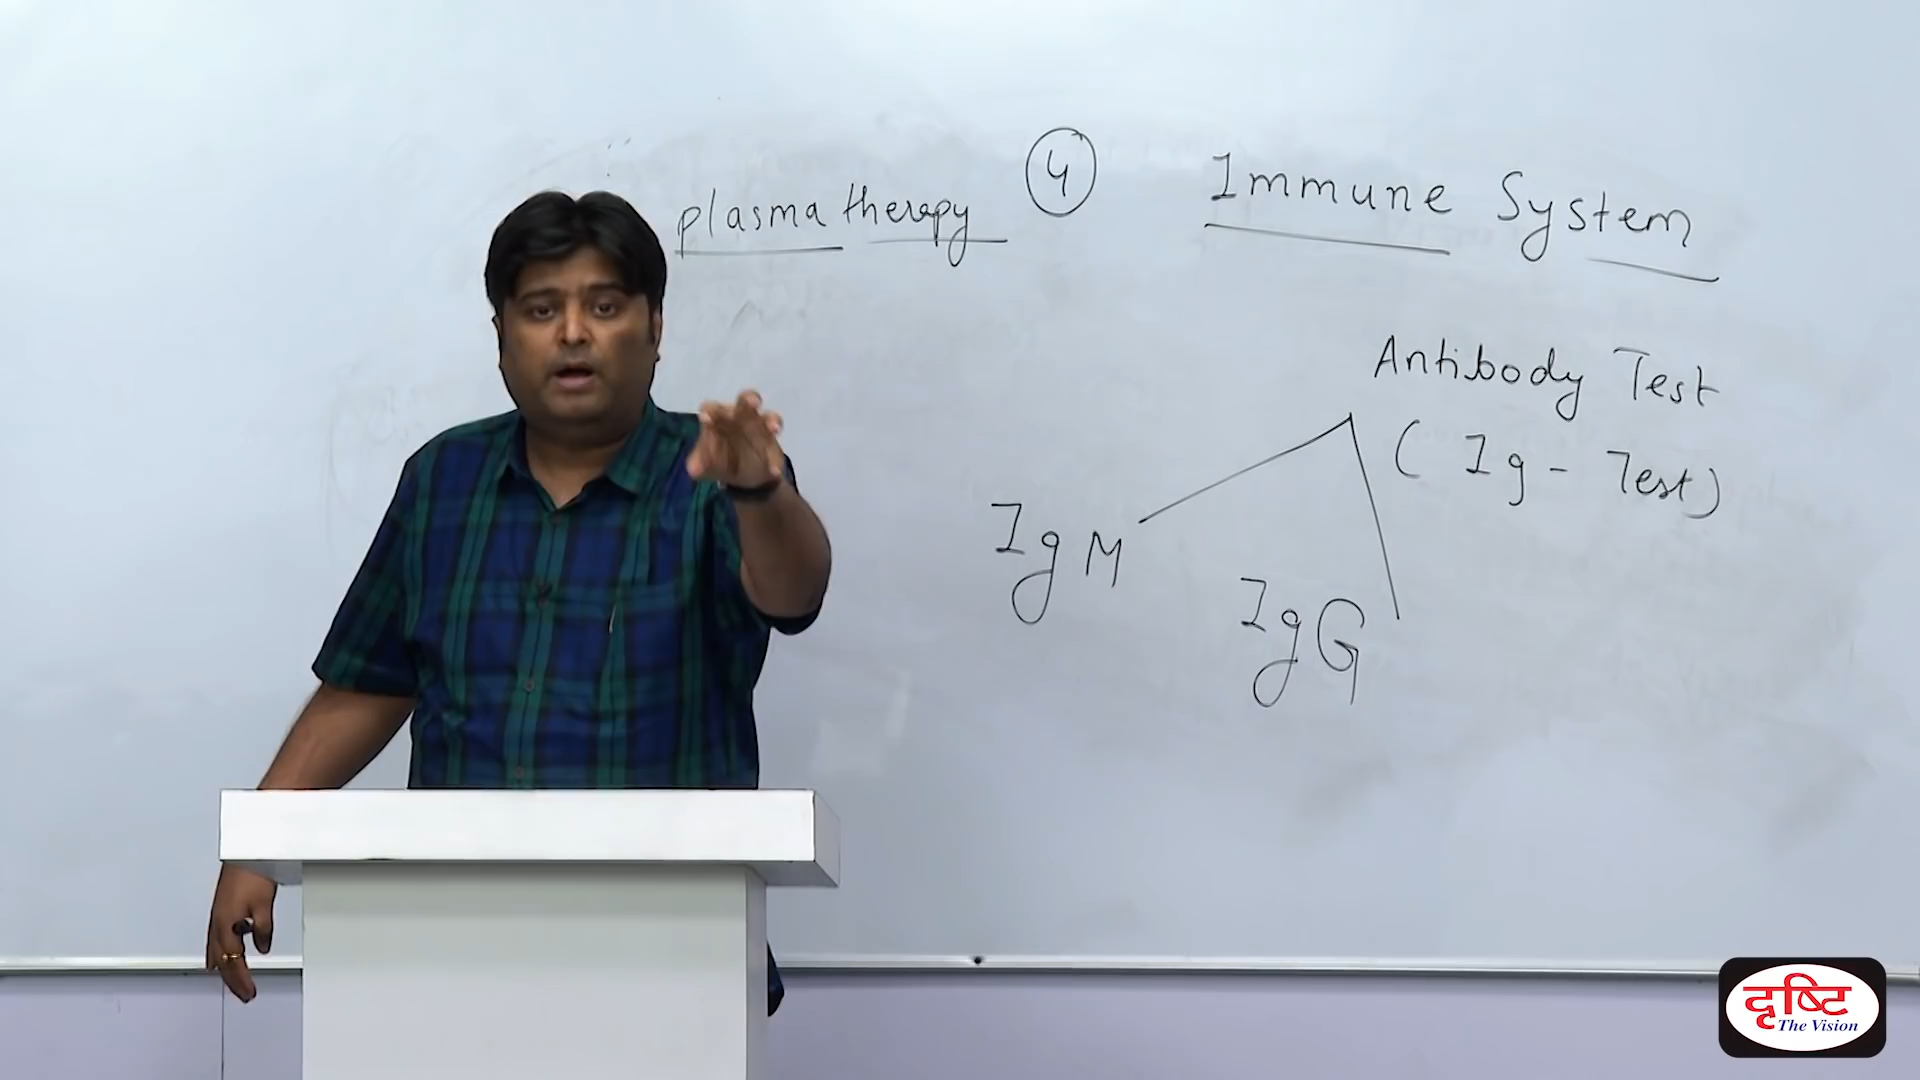 plasma therapy
4
Immune System
Antibody Test
(Ig - Test)
IgM
IgG
दृष्टि
The Vision